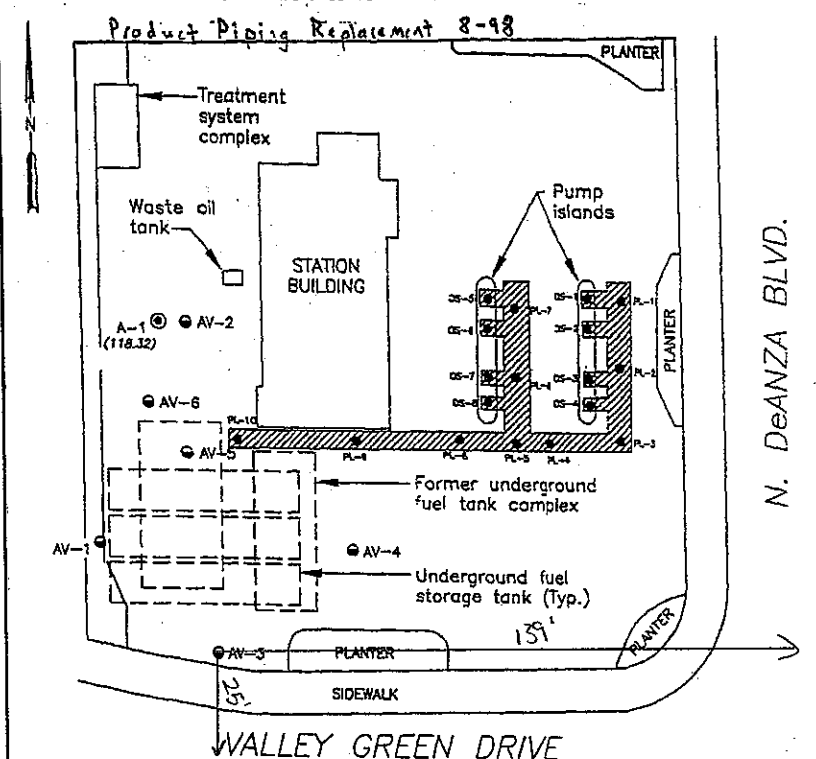 Product Piping Replacement 8-98
PLANTER
Treatment
system
complex
N
Waste oil
tank
Pump
islands
STATION
BUILDING
N. DeANZA BLVD.
DS-5
DS-1
PL-1
PL-7
A-1
(118.32)
AV-2
DS-6
DS-2
PLANTER
DS-7
DS-3
PL-2
DS-8
DS-4
AV-6
PL-10
AV-5
PL-9
PL-6
PL-5
PL-4
PL-3
Former underground
fuel tank complex
AV-1
AV-4
Underground fuel
storage tank (Typ.)
PLANTER
139'
AV-3
PLANTER
25'
SIDEWALK
VALLEY GREEN DRIVE